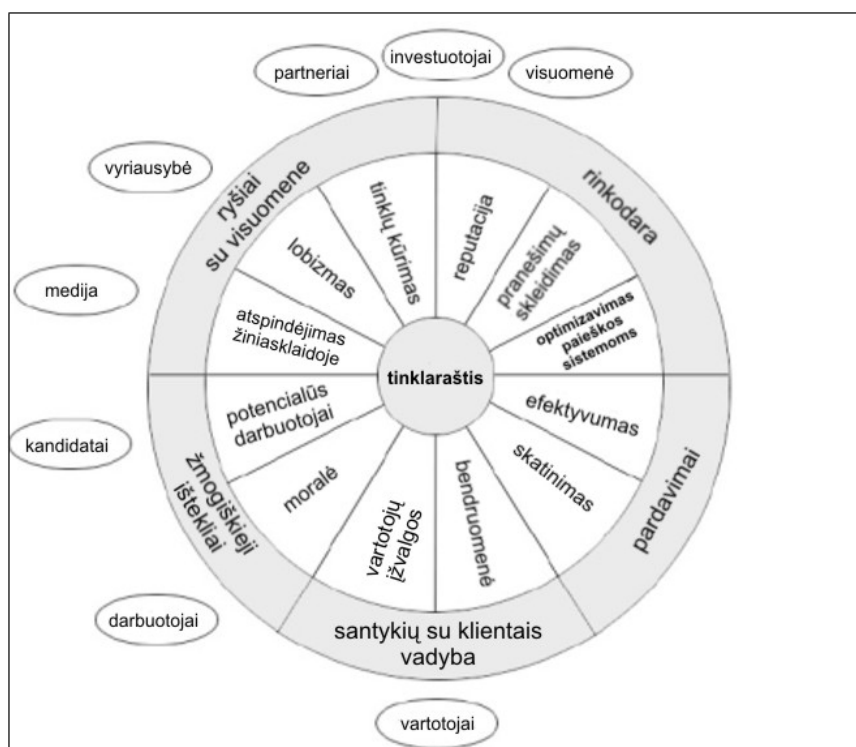 investuotojai
partneriai
visuomenė
vyriausybė
medija
kandidatai
darbuotojai
vartotojai
ryšiai
su visuomene
rinkodara
pardavimai
santykių su klientais
vadyba
žmogiškieji
ištekliai
tinklų kūrimas
reputacija
pranešimų
skleidimas
optimizavimas
paieškos
sistemoms
efektyvumas
skatinimas
bendruomenė
vartotojų
įžvalgos
moralė
potencialūs
darbuotojai
atspindėjimas
žiniasklaidoje
lobizmas
tinklaraštis